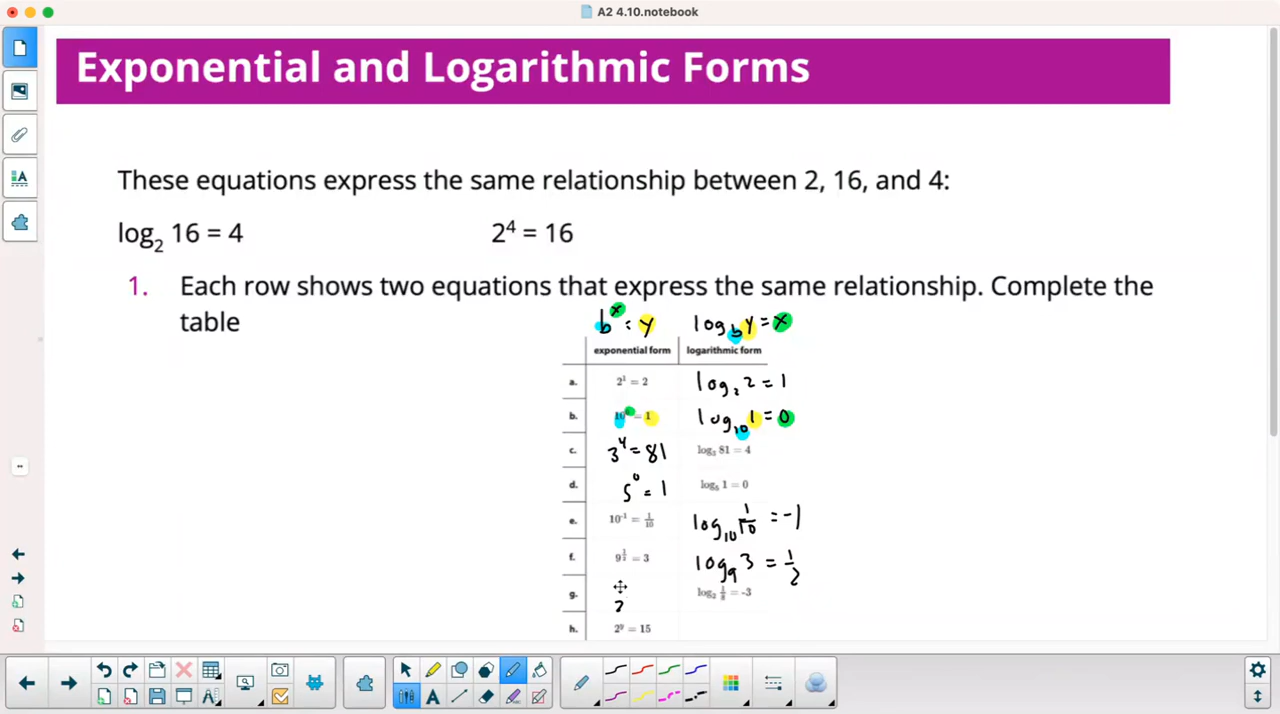 A2 4.10.notebook
Exponential and Logarithmic Forms
These equations express the same relationship between 2, 16, and 4:
log₂ 16 = 4 2⁴ = 16
1. Each row shows two equations that express the same relationship. Complete the
table
bˣ = y log_b y = x
exponential form logarithmic form
a. 2¹ = 2 log₂ 2 = 1
b. 10⁰ = 1 log₁₀ 1 = 0
c. 3⁴ = 81 log₃ 81 = 4
d. 5⁰ = 1 log₅ 1 = 0
e. 10⁻¹ = 1/10 log₁₀ 1/10 = -1
f. 9^(1/2) = 3 log₉ 3 = 1/2
g. 2 log₂ 1/8 = -3
h. 2ʸ = 15